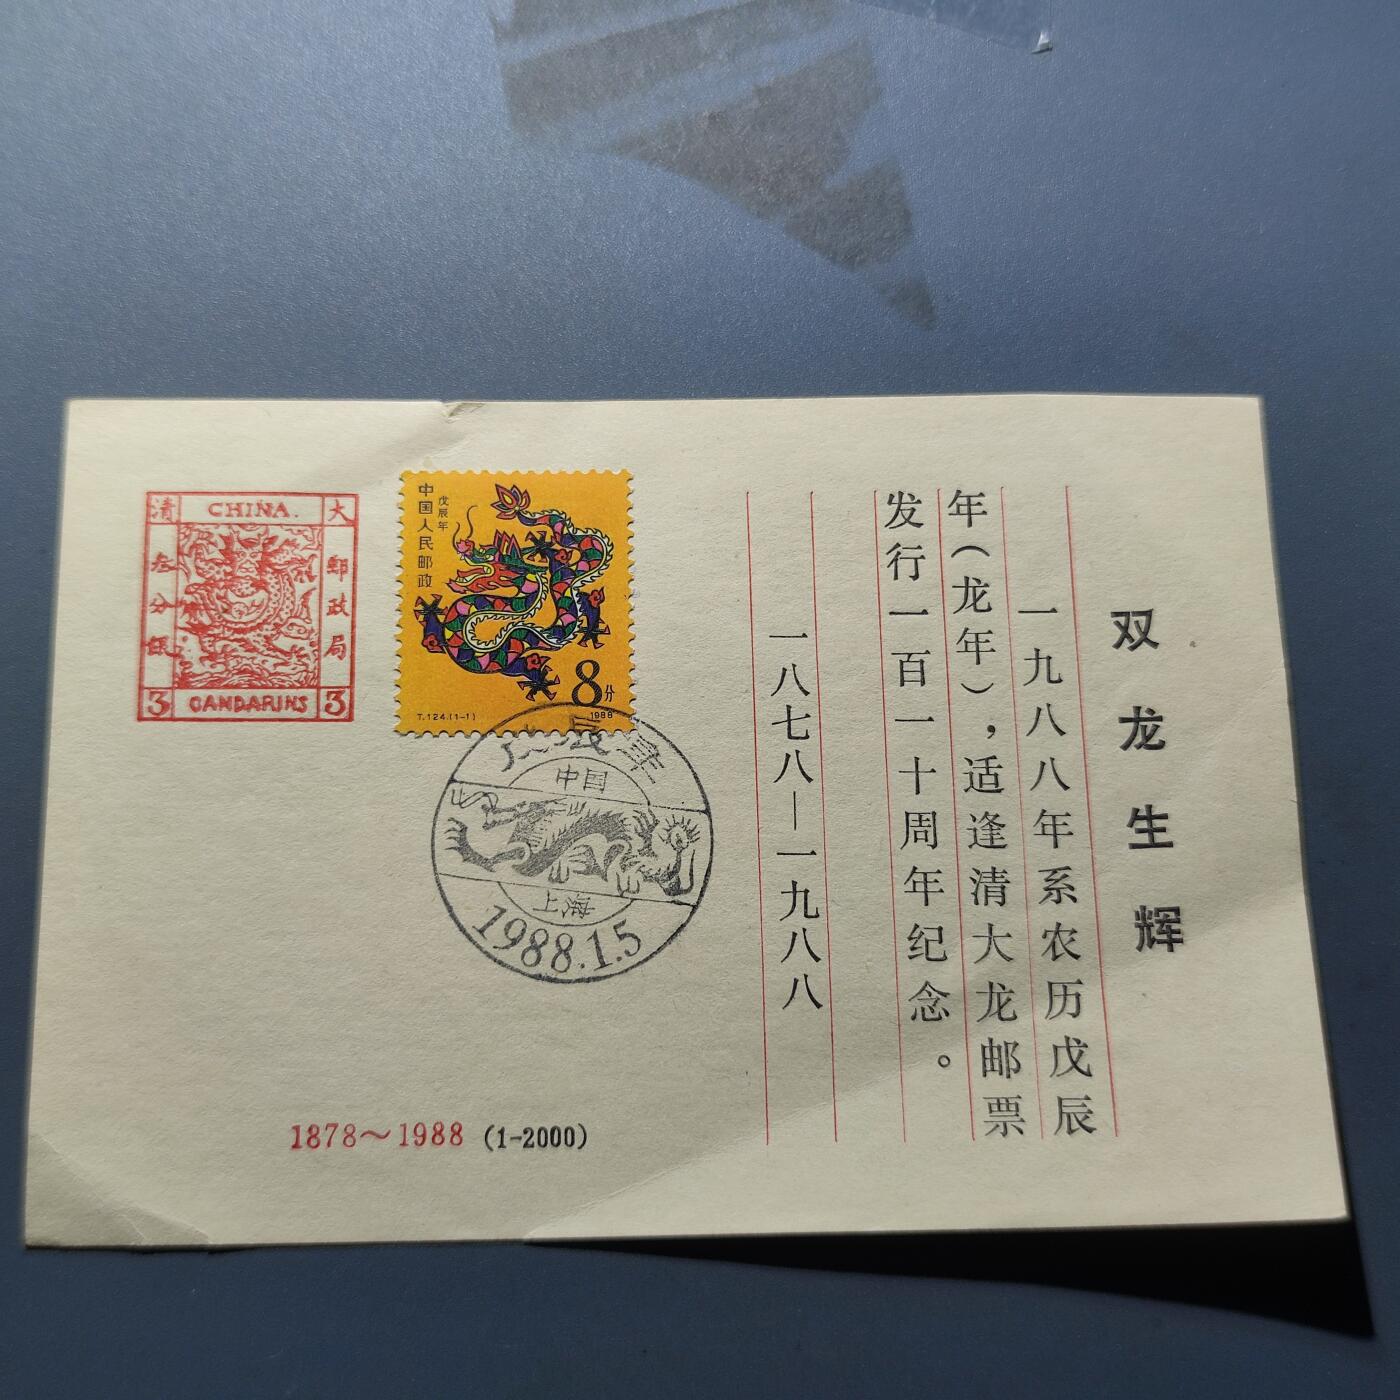 双龙生辉
一九八八年系农历戊辰
年(龙年)，适逢清大龙邮票
发行一百一十周年纪念。
一八七八—一九八八
大清
CHINA.
邮政局
叁分银
3 CANDARINS 3
中国人民邮政
戊辰年
8分
T.124.(1-1)
1988
戊辰年
中国
上海
1988.1.5
1878～1988 (1-2000)